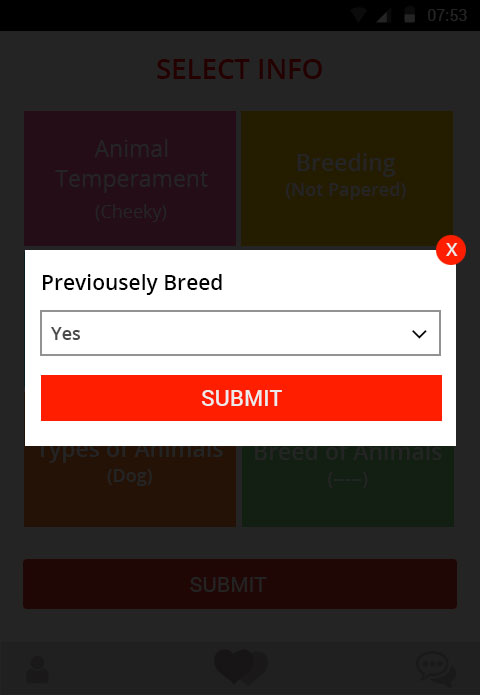 07:53
SELECT INFO
Animal
Temperament
(Cheeky)
Breeding
(Not Papered)
X
Previousely Breed
Yes
SUBMIT
Types of Animals
(Dog)
Breed of Animals
(-----)
SUBMIT